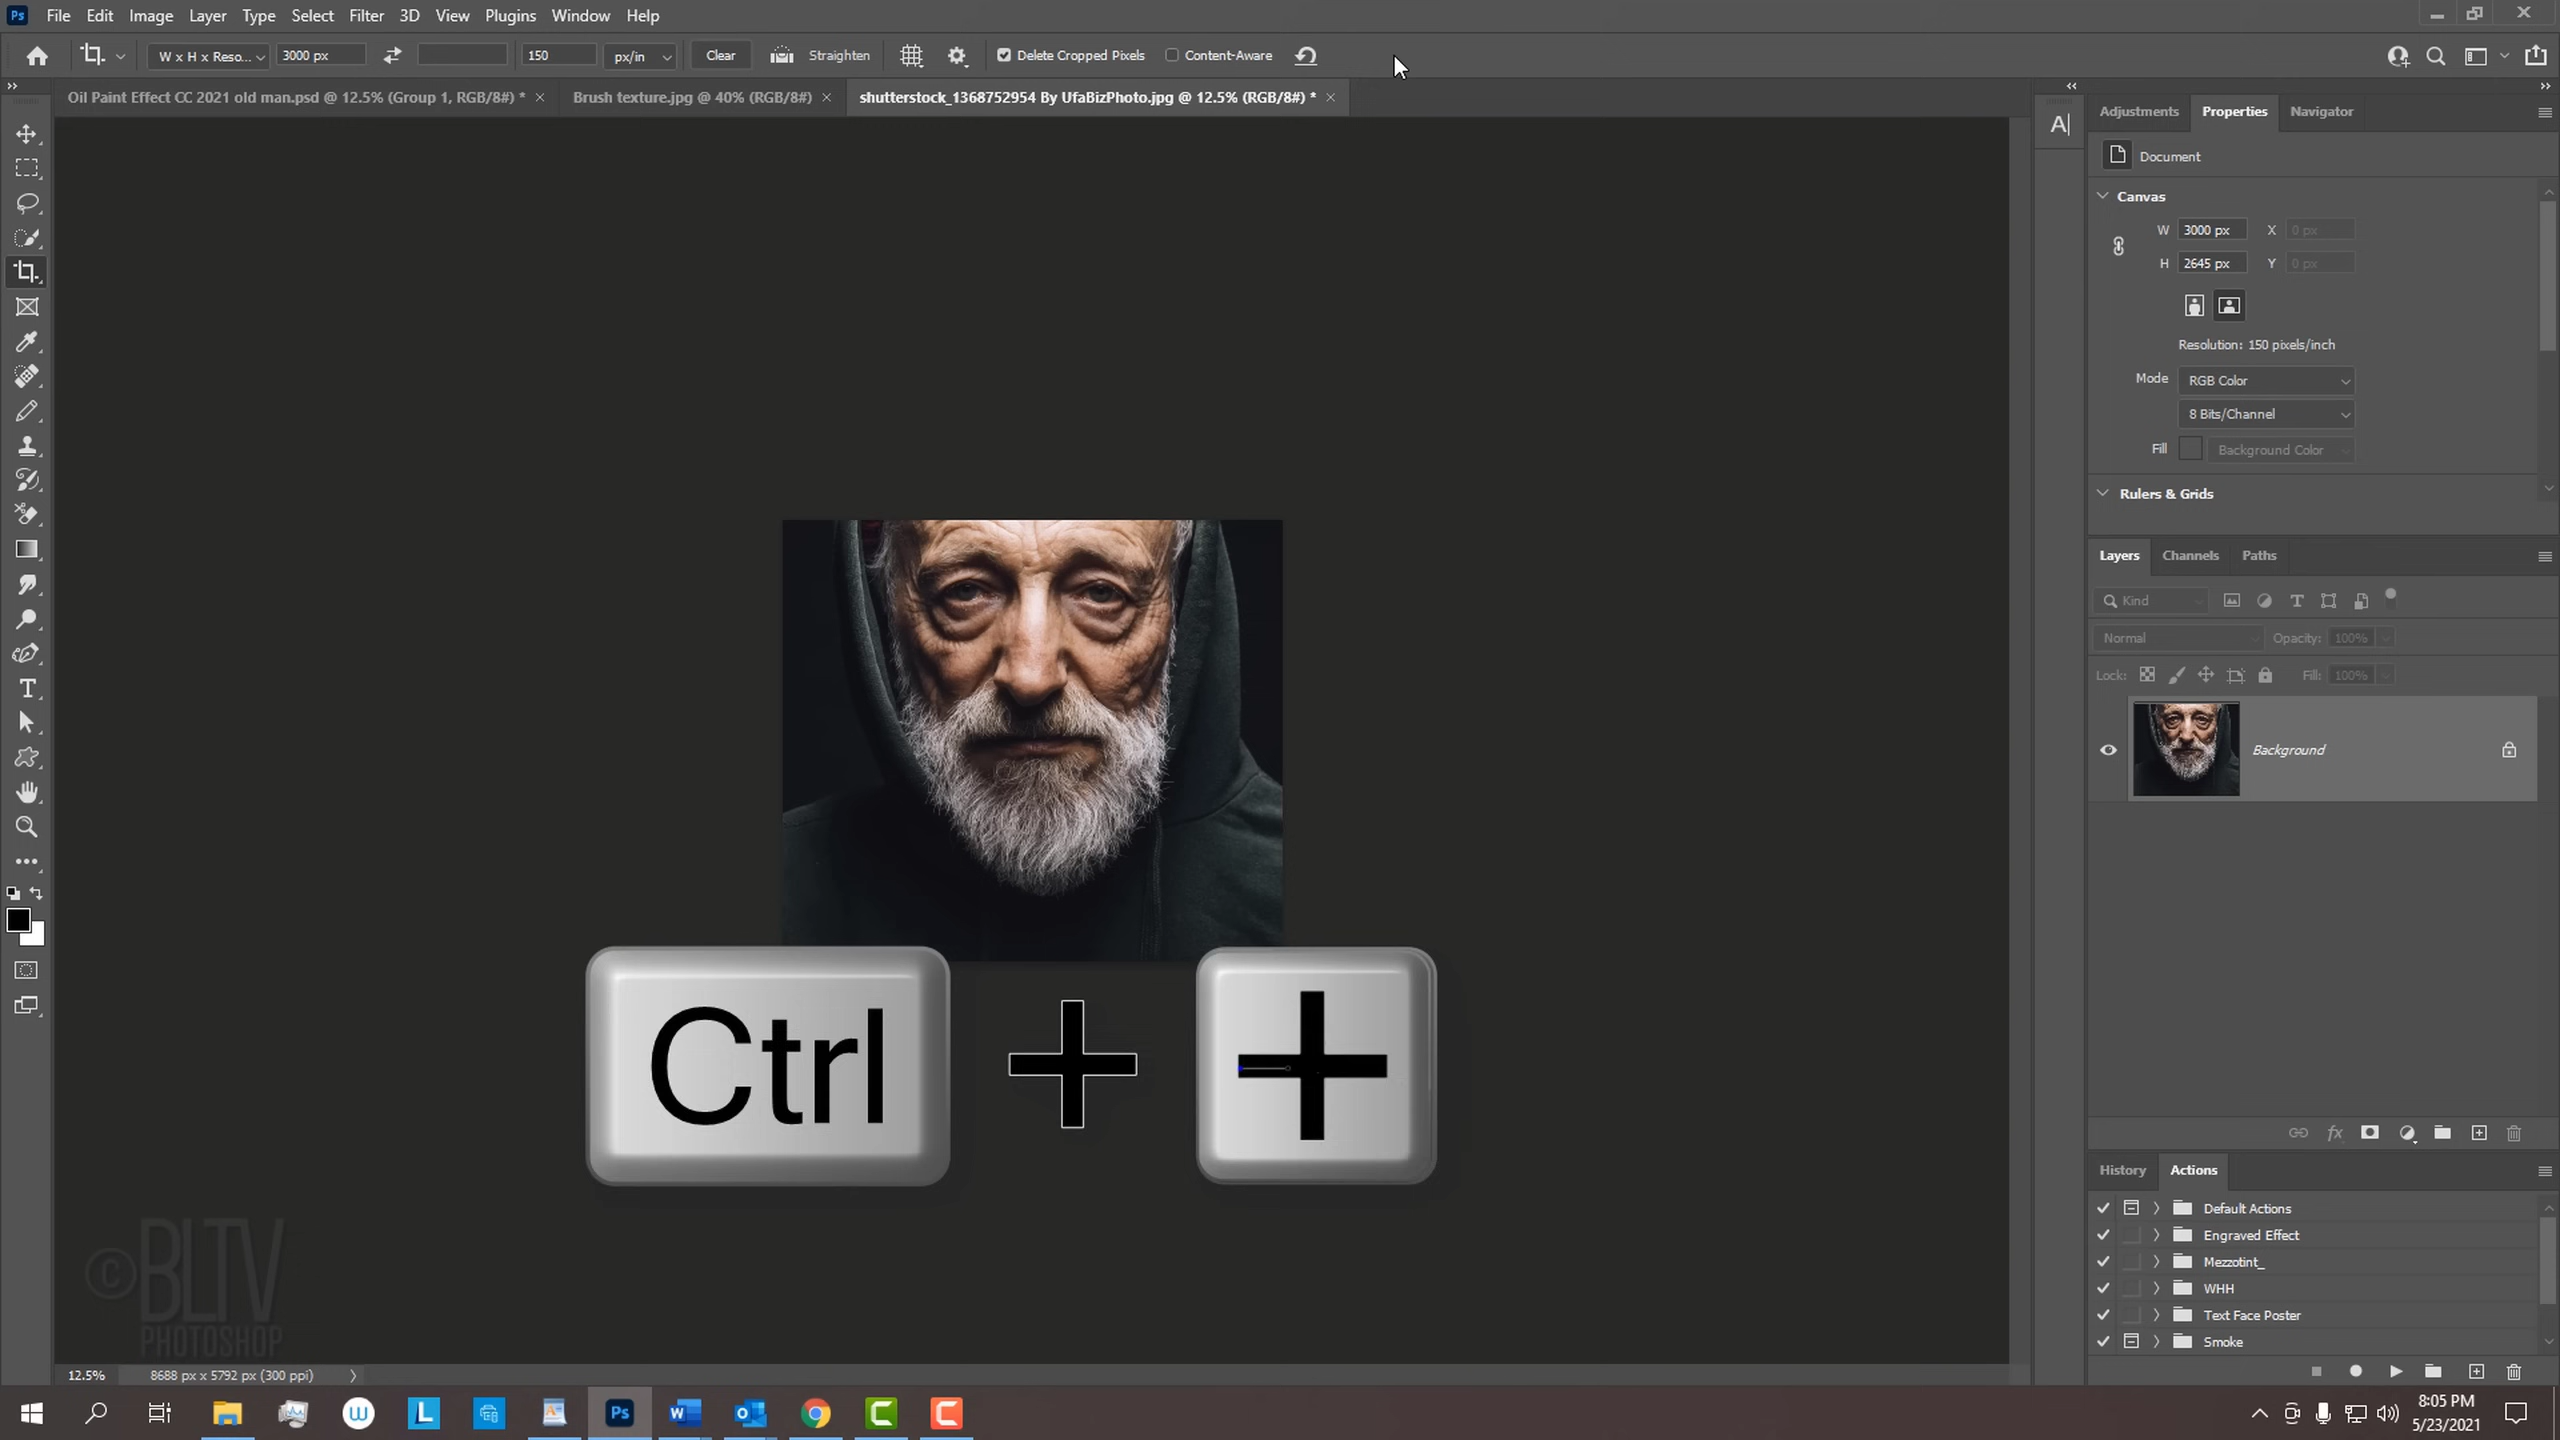 Ps File Edit Image Layer Type Select Filter 3D View Plugins Window Help
W x H x Reso... 3000 px 150 px/in Clear Straighten Delete Cropped Pixels Content-Aware
Oil Paint Effect CC 2021 old man.psd @ 12.5% (Group 1, RGB/8#) * Brush texture.jpg @ 40% (RGB/8#) shutterstock_1368752954 By UfaBizPhoto.jpg @ 12.5% (RGB/8#) *
A
Adjustments Properties Navigator
Document
Canvas
W 3000 px X 0 px
H 2645 px Y 0 px
Resolution: 150 pixels/inch
Mode RGB Color
8 Bits/Channel
Fill Background Color
Rulers & Grids
Layers Channels Paths
Kind
Normal Opacity: 100%
Lock: Fill: 100%
Background
Ctrl + +
History Actions
Default Actions
Engraved Effect
Mezzotint_
WHH
Text Face Poster
Smoke
© BLTV
PHOTOSHOP
12.5% 8688 px x 5792 px (300 ppi)
8:05 PM
5/23/2021